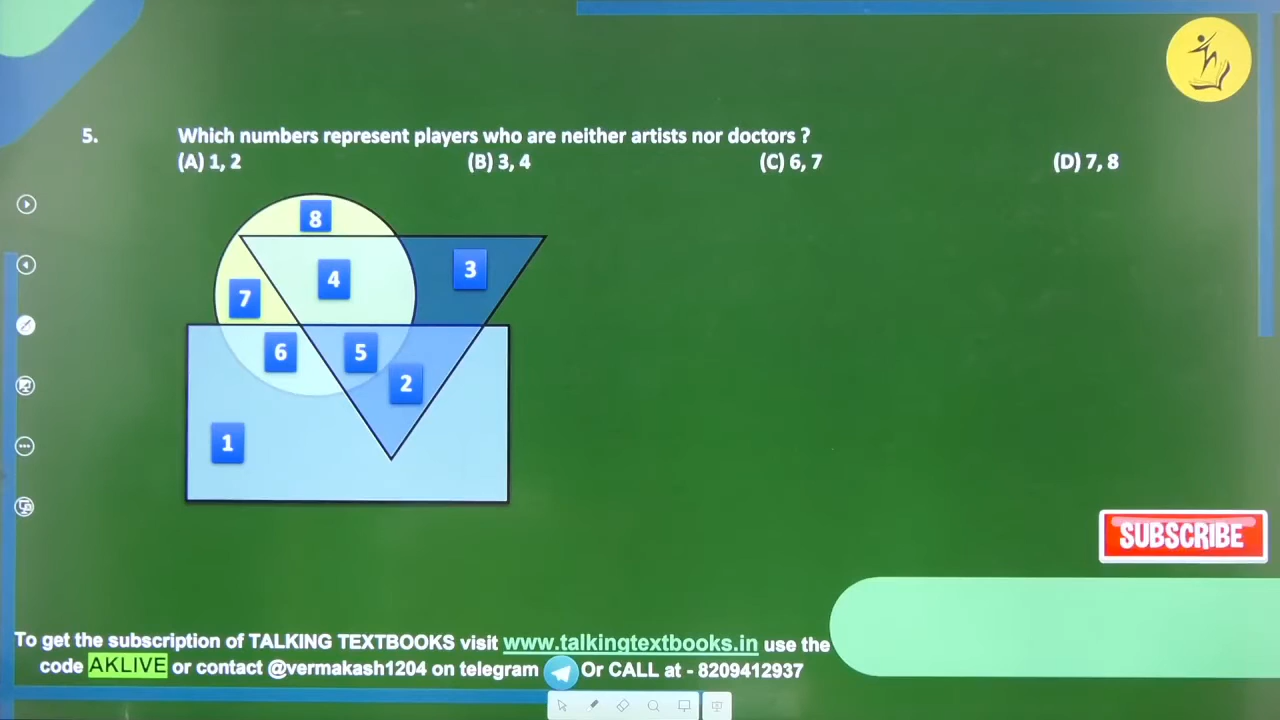 5. Which numbers represent players who are neither artists nor doctors ?
(A) 1, 2 (B) 3, 4 (C) 6, 7 (D) 7, 8
8
4
3
7
6
5
2
1
SUBSCRIBE
To get the subscription of TALKING TEXTBOOKS visit www.talkingtextbooks.in use the
code AKLIVE or contact @vermakash1204 on telegram Or CALL at - 8209412937